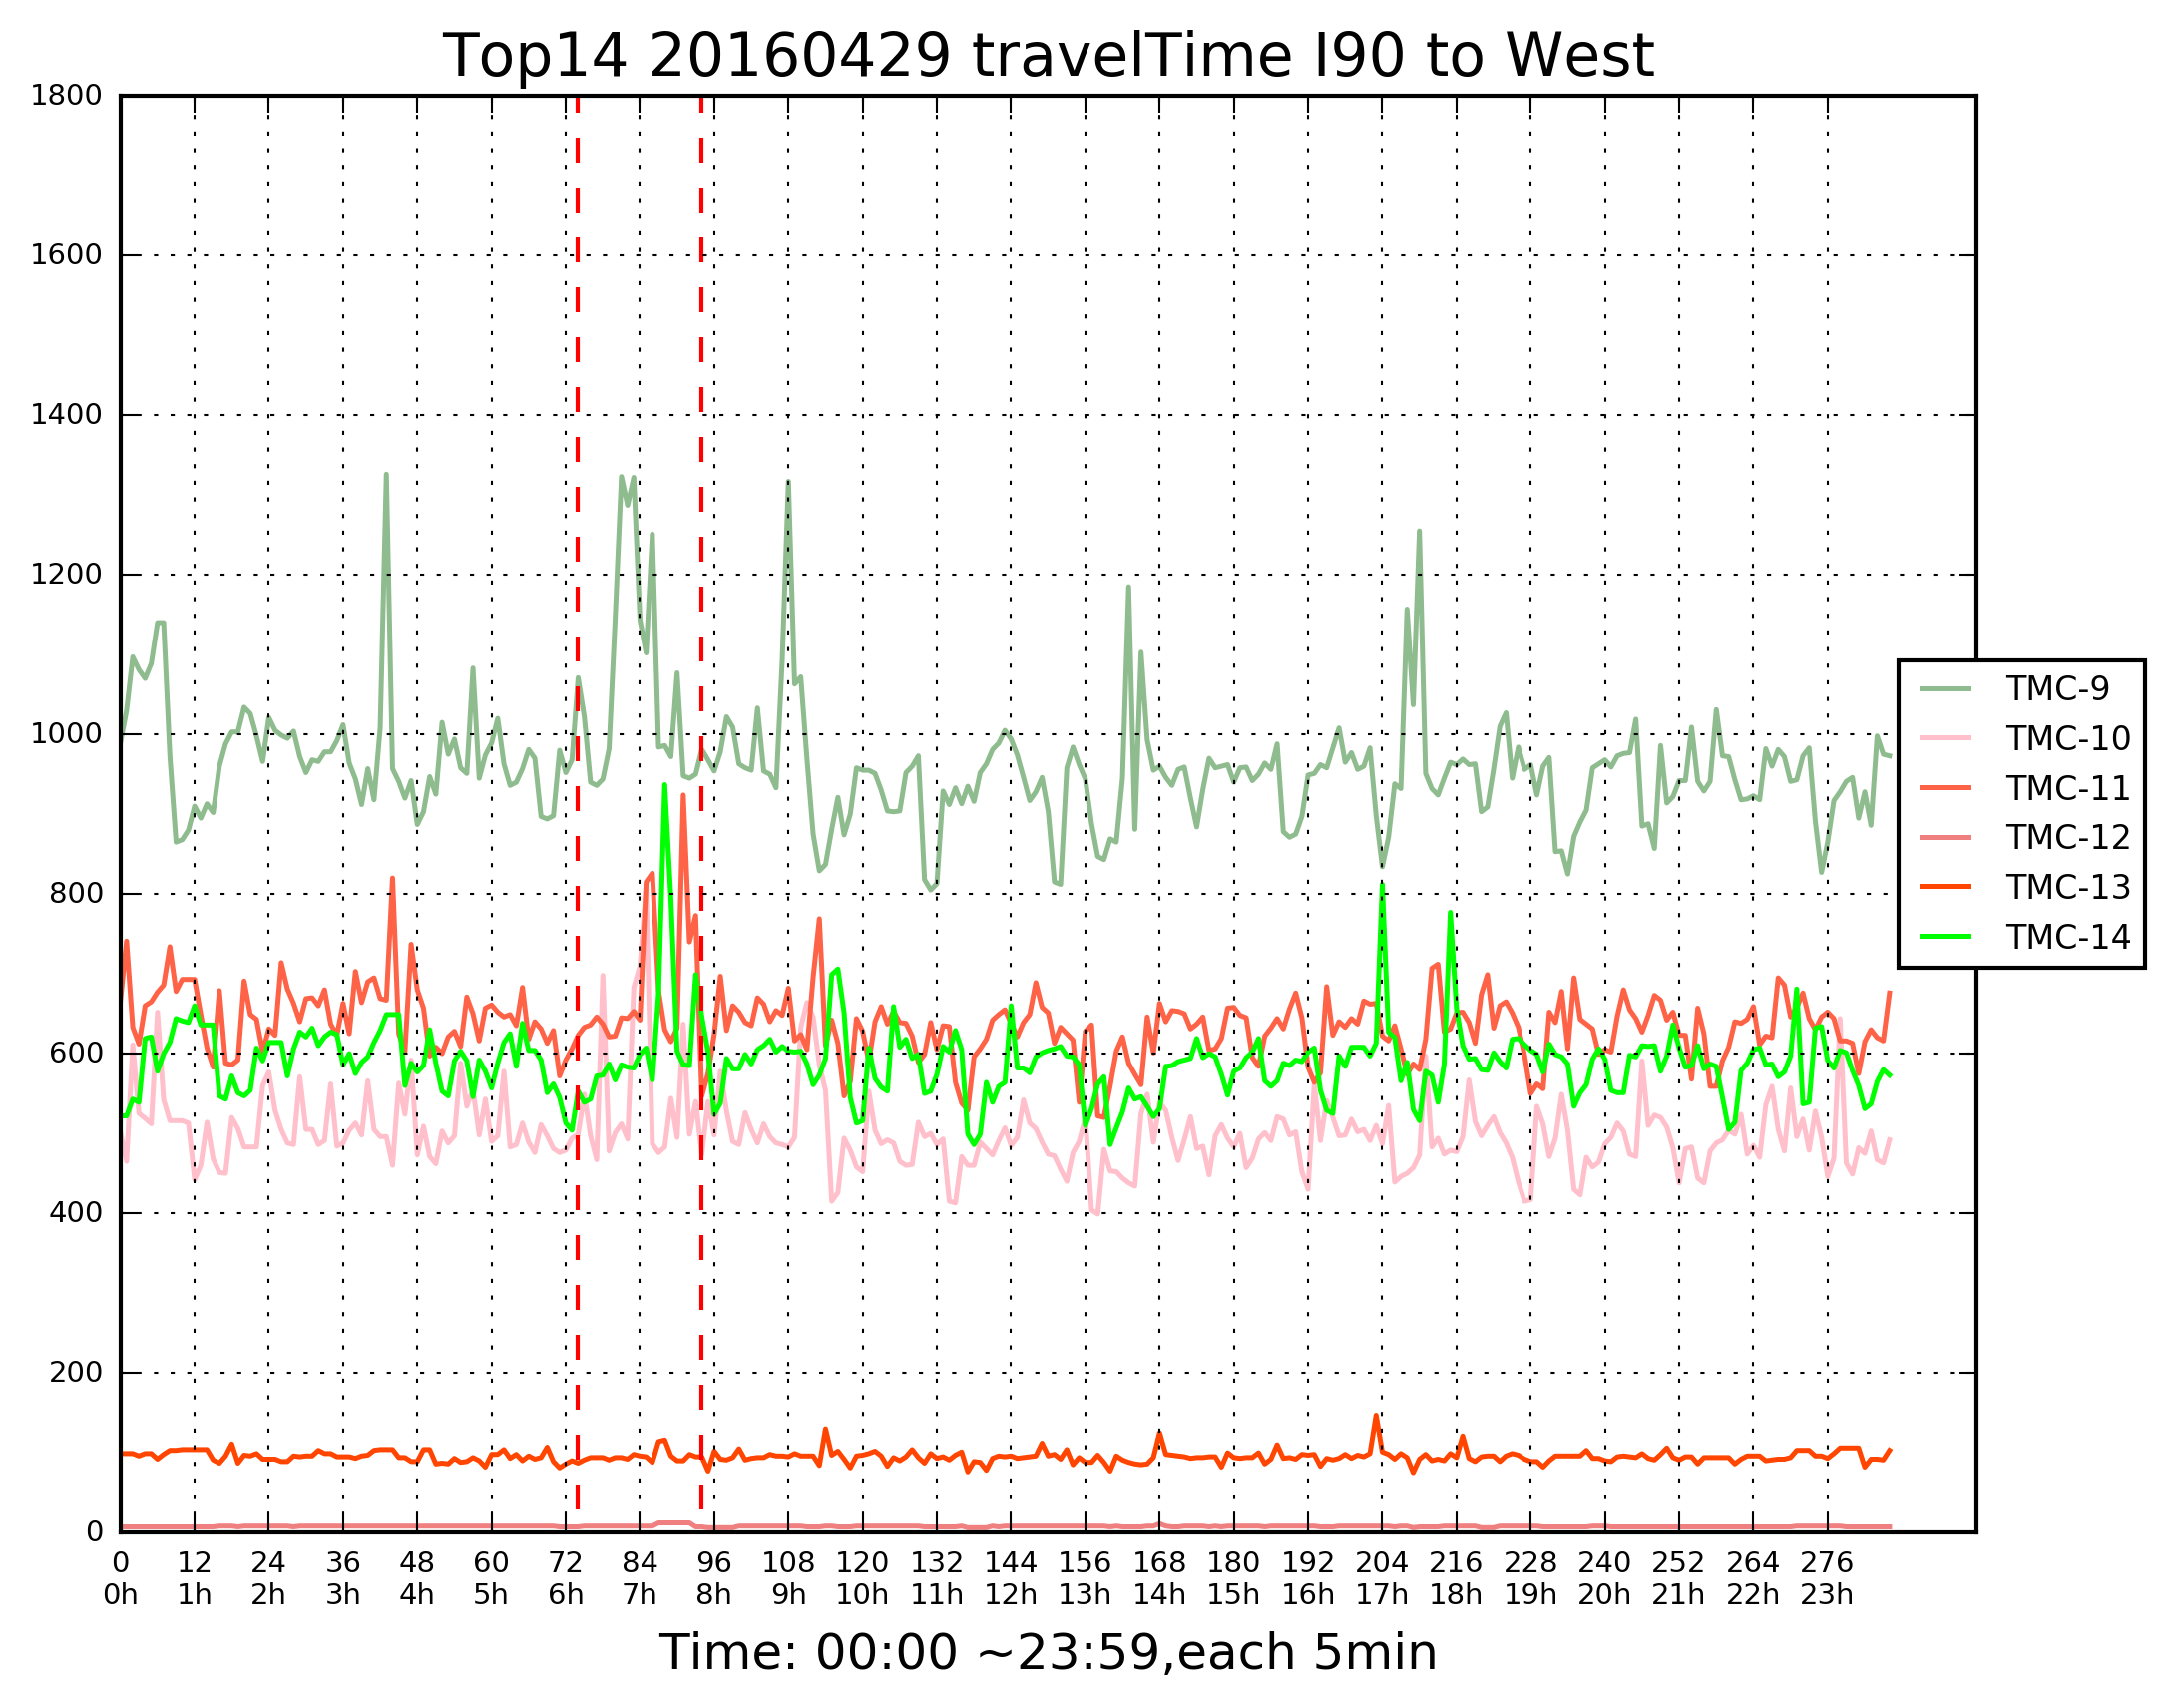 Top14 20160429 travelTime I90 to West
1800
1600
1400
1200
1000
800
600
400
200
0
TMC-9
TMC-10
TMC-11
TMC-12
TMC-13
TMC-14
0 12 24 36 48 60 72 84 96 108 120 132 144 156 168 180 192 204 216 228 240 252 264 276
0h 1h 2h 3h 4h 5h 6h 7h 8h 9h 10h 11h 12h 13h 14h 15h 16h 17h 18h 19h 20h 21h 22h 23h
Time: 00:00 ~23:59,each 5min